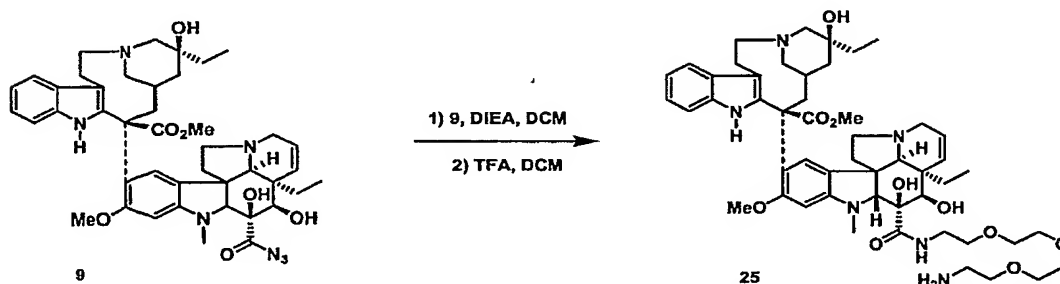 OH
N
N
H
CO₂Me
N
H
OH
MeO
N
OH
O
N₃
9
1) 9, DIEA, DCM
2) TFA, DCM
OH
N
N
H
CO₂Me
N
H
OH
MeO
N
H
OH
O
N
H
O
O
H₂N
O
25